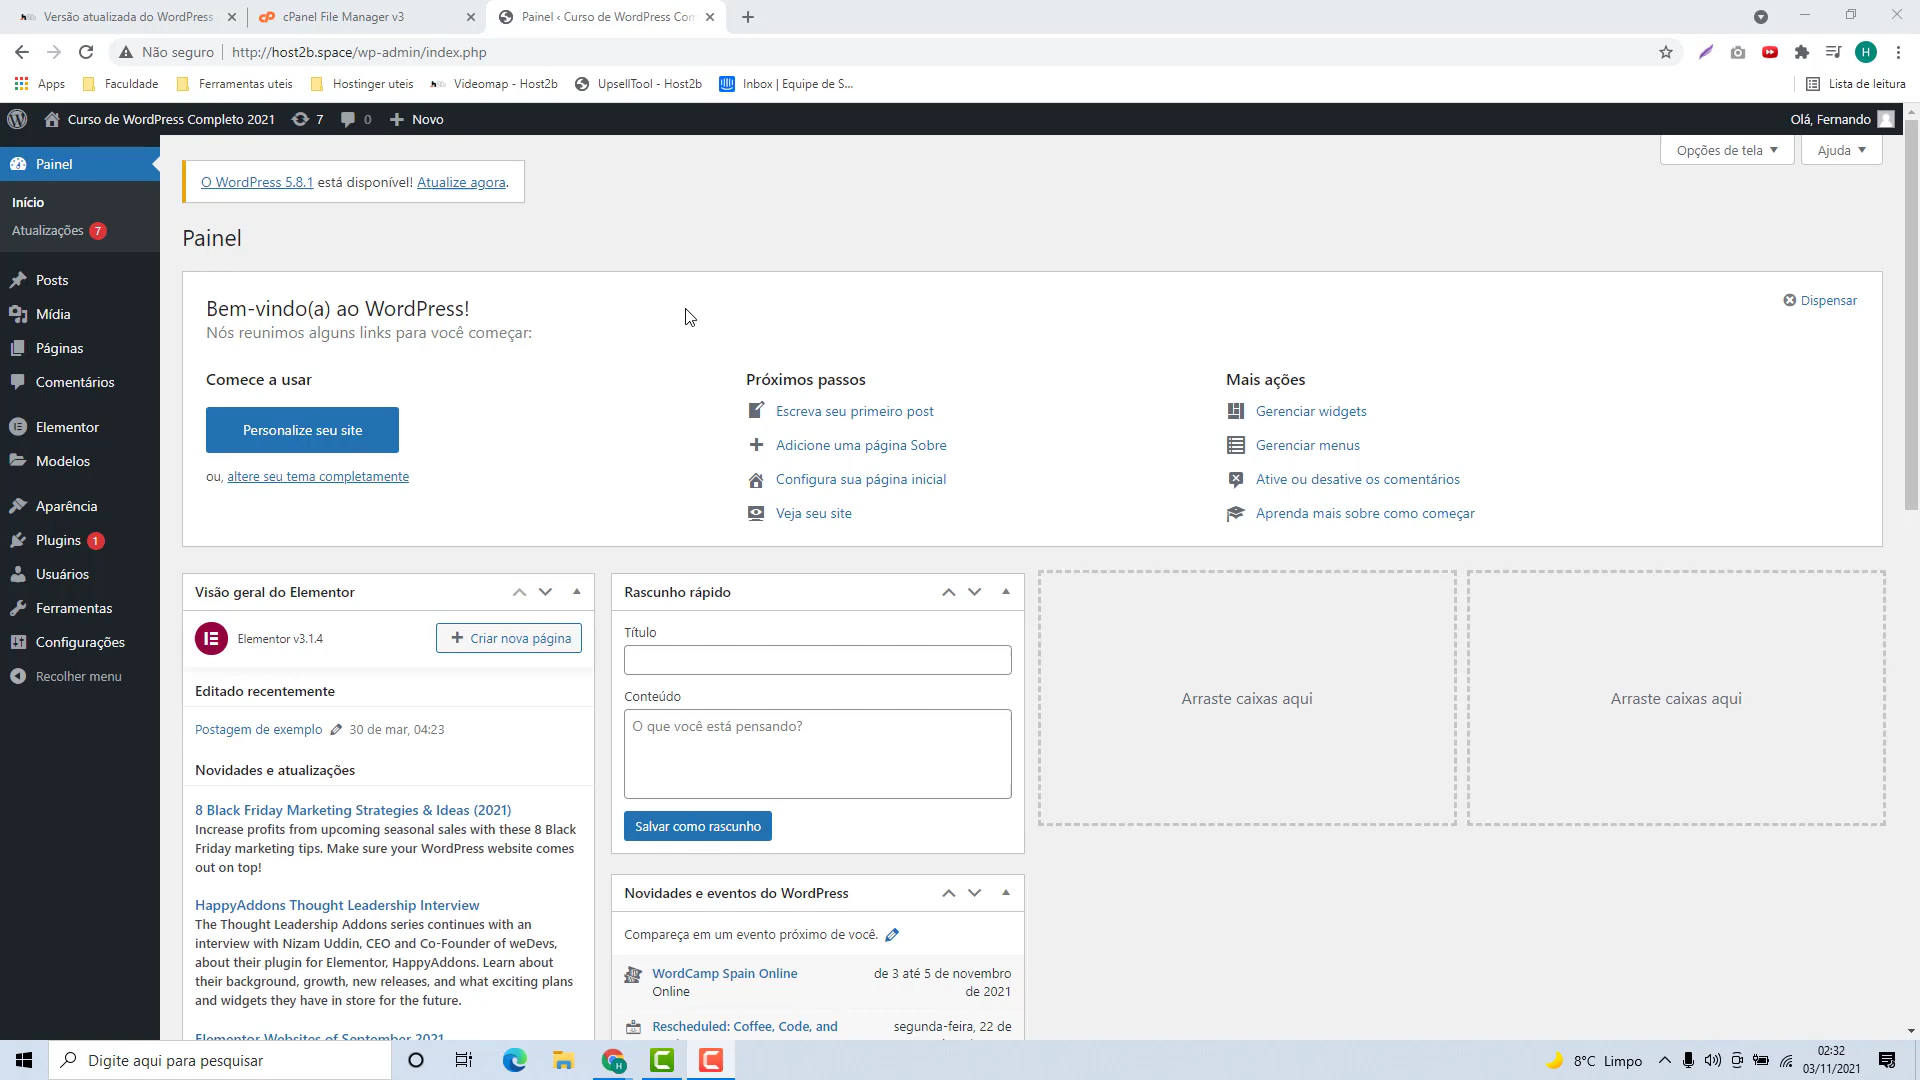 Versão atualizada do WordPress
cPanel File Manager v3
Painel ‹ Curso de WordPress Com
Não seguro
http://host2b.space/wp-admin/index.php
H
Apps
Faculdade
Ferramentas uteis
Hostinger uteis
Videomap - Host2b
UpsellTool - Host2b
Inbox | Equipe de S...
Lista de leitura
Curso de WordPress Completo 2021
7
0
Novo
Olá, Fernando
Painel
Início
Atualizações 7
Posts
Mídia
Páginas
Comentários
Elementor
Modelos
Aparência
Plugins 1
Usuários
Ferramentas
Configurações
Recolher menu
Opções de tela
Ajuda
O WordPress 5.8.1 está disponível! Atualize agora.
Painel
Bem-vindo(a) ao WordPress!
Nós reunimos alguns links para você começar:
Dispensar
Comece a usar
Personalize seu site
ou, altere seu tema completamente
Próximos passos
Escreva seu primeiro post
Adicione uma página Sobre
Configura sua página inicial
Veja seu site
Mais ações
Gerenciar widgets
Gerenciar menus
Ative ou desative os comentários
Aprenda mais sobre como começar
Visão geral do Elementor
Elementor v3.1.4
Criar nova página
Editado recentemente
Postagem de exemplo 30 de mar, 04:23
Novidades e atualizações
8 Black Friday Marketing Strategies & Ideas (2021)
Increase profits from upcoming seasonal sales with these 8 Black
Friday marketing tips. Make sure your WordPress website comes
out on top!
HappyAddons Thought Leadership Interview
The Thought Leadership Addons series continues with an
interview with Nizam Uddin, CEO and Co-Founder of weDevs,
about their plugin for Elementor, HappyAddons. Learn about
their background, growth, new releases, and what exciting plans
and widgets they have in store for the future.
Elementor Websites of September 2021
Rascunho rápido
Título
Conteúdo
O que você está pensando?
Salvar como rascunho
Novidades e eventos do WordPress
Compareça em um evento próximo de você.
WordCamp Spain Online
Online
de 3 até 5 de novembro
de 2021
Rescheduled: Coffee, Code, and
segunda-feira, 22 de
Arraste caixas aqui
Arraste caixas aqui
Digite aqui para pesquisar
8°C Limpo
02:32
03/11/2021